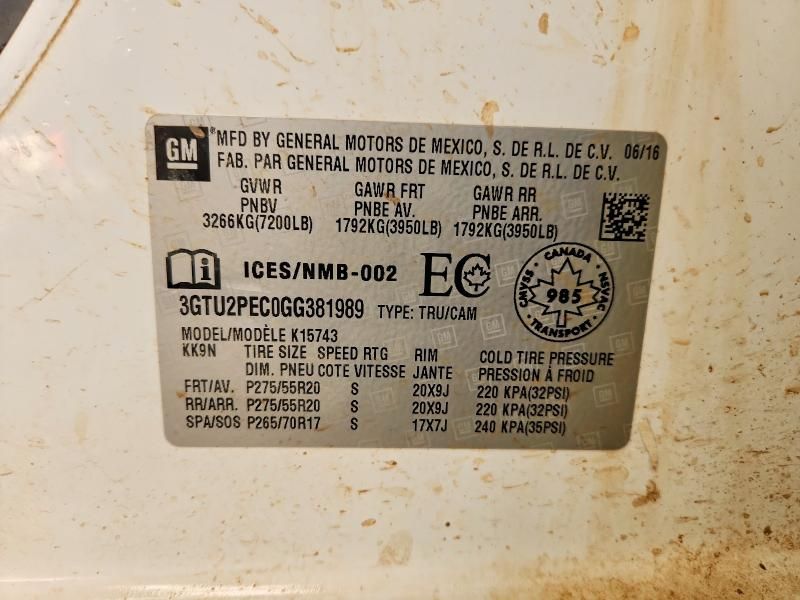 GM ® MFD BY GENERAL MOTORS DE MEXICO, S. DE R.L. DE C.V. 06/16
FAB. PAR GENERAL MOTORS DE MEXICO, S. DE R.L. DE C.V.
GVWR GAWR FRT GAWR RR
PNBV PNBE AV. PNBE ARR.
3266KG(7200LB) 1792KG(3950LB) 1792KG(3950LB)
i ICES/NMB-002 EC
CANADA
CMVSS 985 NSVAC
TRANSPORT
3GTU2PEC0GG381989 TYPE: TRU/CAM
MODEL/MODÈLE K15743
KK9N TIRE SIZE SPEED RTG RIM COLD TIRE PRESSURE
DIM. PNEU COTE VITESSE JANTE PRESSION À FROID
FRT/AV. P275/55R20 S 20X9J 220 KPA(32PSI)
RR/ARR. P275/55R20 S 20X9J 220 KPA(32PSI)
SPA/SOS P265/70R17 S 17X7J 240 KPA(35PSI)